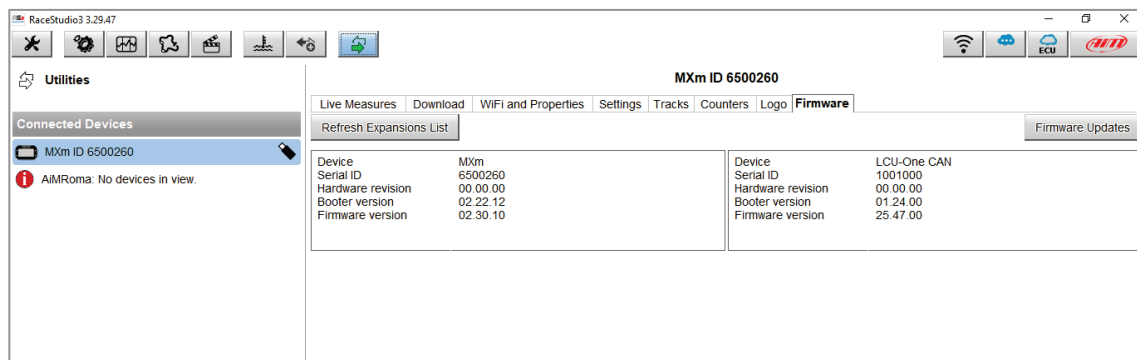 RaceStudio3 3.29.47
ECU
AiM
Utilities
MXm ID 6500260
Live Measures Download WiFi and Properties Settings Tracks Counters Logo Firmware
Connected Devices
Refresh Expansions List
Firmware Updates
MXm ID 6500260
AiMRoma: No devices in view.
Device MXm
Serial ID 6500260
Hardware revision 00.00.00
Booter version 02.22.12
Firmware version 02.30.10
Device LCU-One CAN
Serial ID 1001000
Hardware revision 00.00.00
Booter version 01.24.00
Firmware version 25.47.00